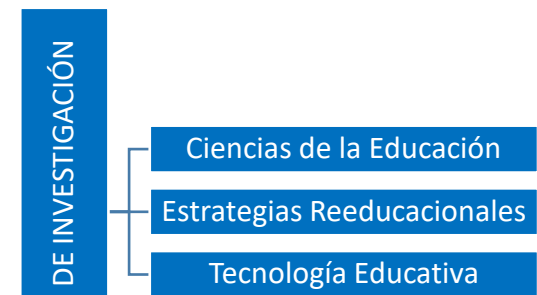 DE INVESTIGACIÓN
Ciencias de la Educación
Estrategias Reeducacionales
Tecnología Educativa